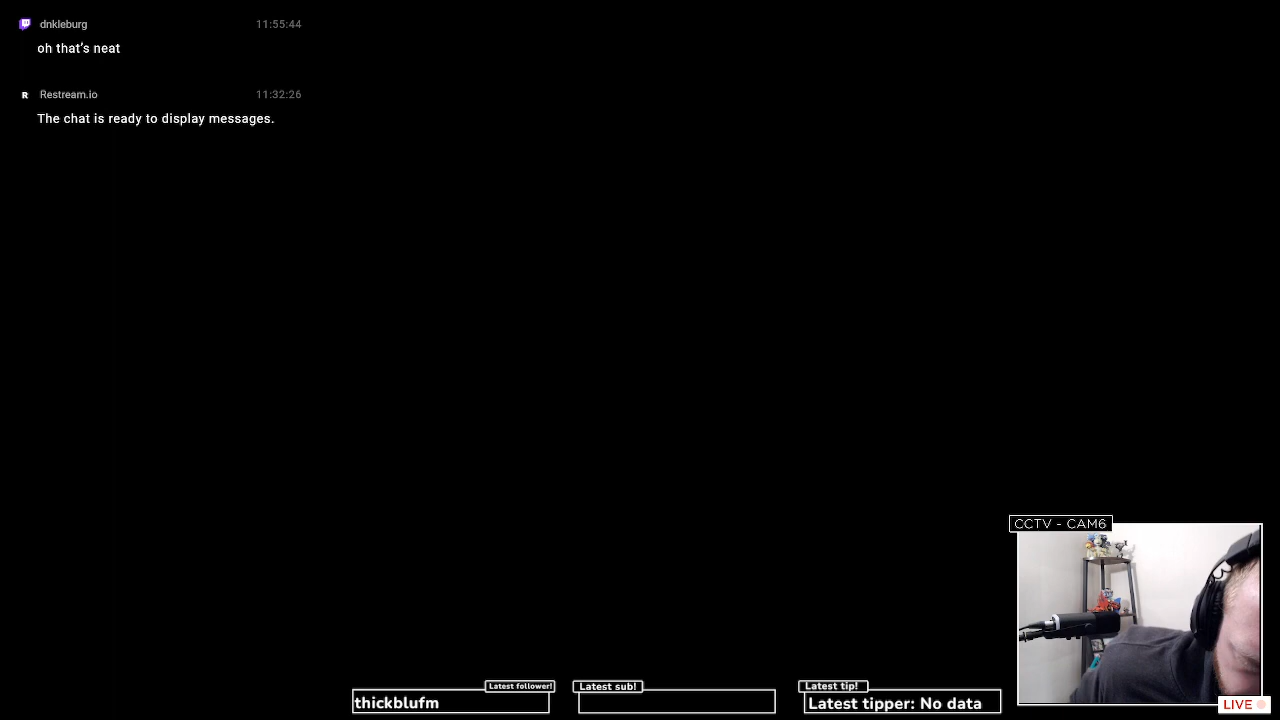 dnkleburg 11:55:44
oh that's neat
R Restream.io 11:32:26
The chat is ready to display messages.
CCTV - CAM6
Latest follower!
thickblufm
Latest sub!
Latest tip!
Latest tipper: No data
LIVE